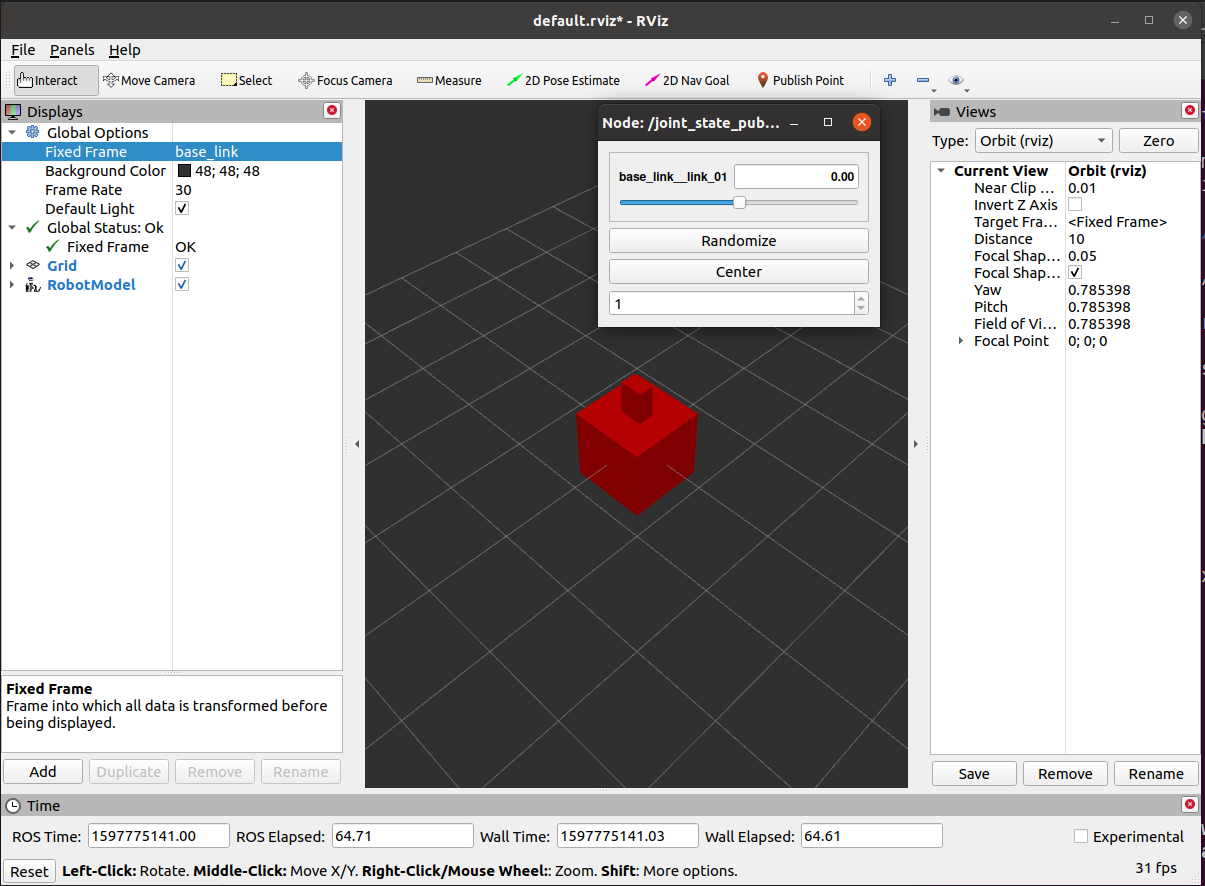 default.rviz* - RViz
File Panels Help
Interact Move Camera Select Focus Camera Measure 2D Pose Estimate 2D Nav Goal Publish Point
Displays
Global Options
Fixed Frame base_link
Background Color 48; 48; 48
Frame Rate 30
Default Light
Global Status: Ok
Fixed Frame OK
Grid
RobotModel
Fixed Frame
Frame into which all data is transformed before
being displayed.
Add Duplicate Remove Rename
Node: /joint_state_pub...
base_link__link_01 0.00
Randomize
Center
1
Views
Type: Orbit (rviz) Zero
Current View Orbit (rviz)
Near Clip ... 0.01
Invert Z Axis
Target Fra... <Fixed Frame>
Distance 10
Focal Shap... 0.05
Focal Shap...
Yaw 0.785398
Pitch 0.785398
Field of Vi... 0.785398
Focal Point 0; 0; 0
Save Remove Rename
Time
ROS Time: 1597775141.00 ROS Elapsed: 64.71 Wall Time: 1597775141.03 Wall Elapsed: 64.61 Experimental
Reset Left-Click: Rotate. Middle-Click: Move X/Y. Right-Click/Mouse Wheel:: Zoom. Shift: More options. 31 fps